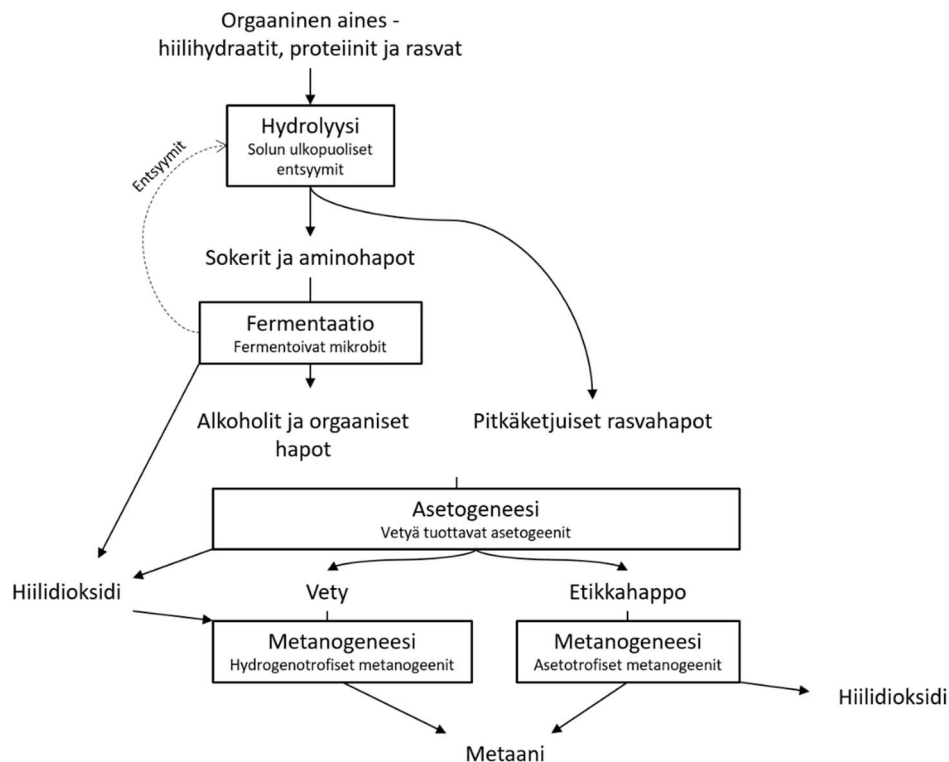 Orgaaninen aines -
hiilihydraatit, proteiinit ja rasvat
Hydrolyysi
Solun ulkopuoliset
entsyymit
Entsyymit
Sokerit ja aminohapot
Fermentaatio
Fermentoivat mikrobit
Alkoholit ja orgaaniset
hapot
Pitkäketjuiset rasvahapot
Asetogeneesi
Vetyä tuottavat asetogeenit
Hiilidioksidi
Vety
Etikkahappo
Metanogeneesi
Hydrogenotrofiset metanogeenit
Metanogeneesi
Asetotrofiset metanogeenit
Hiilidioksidi
Metaani